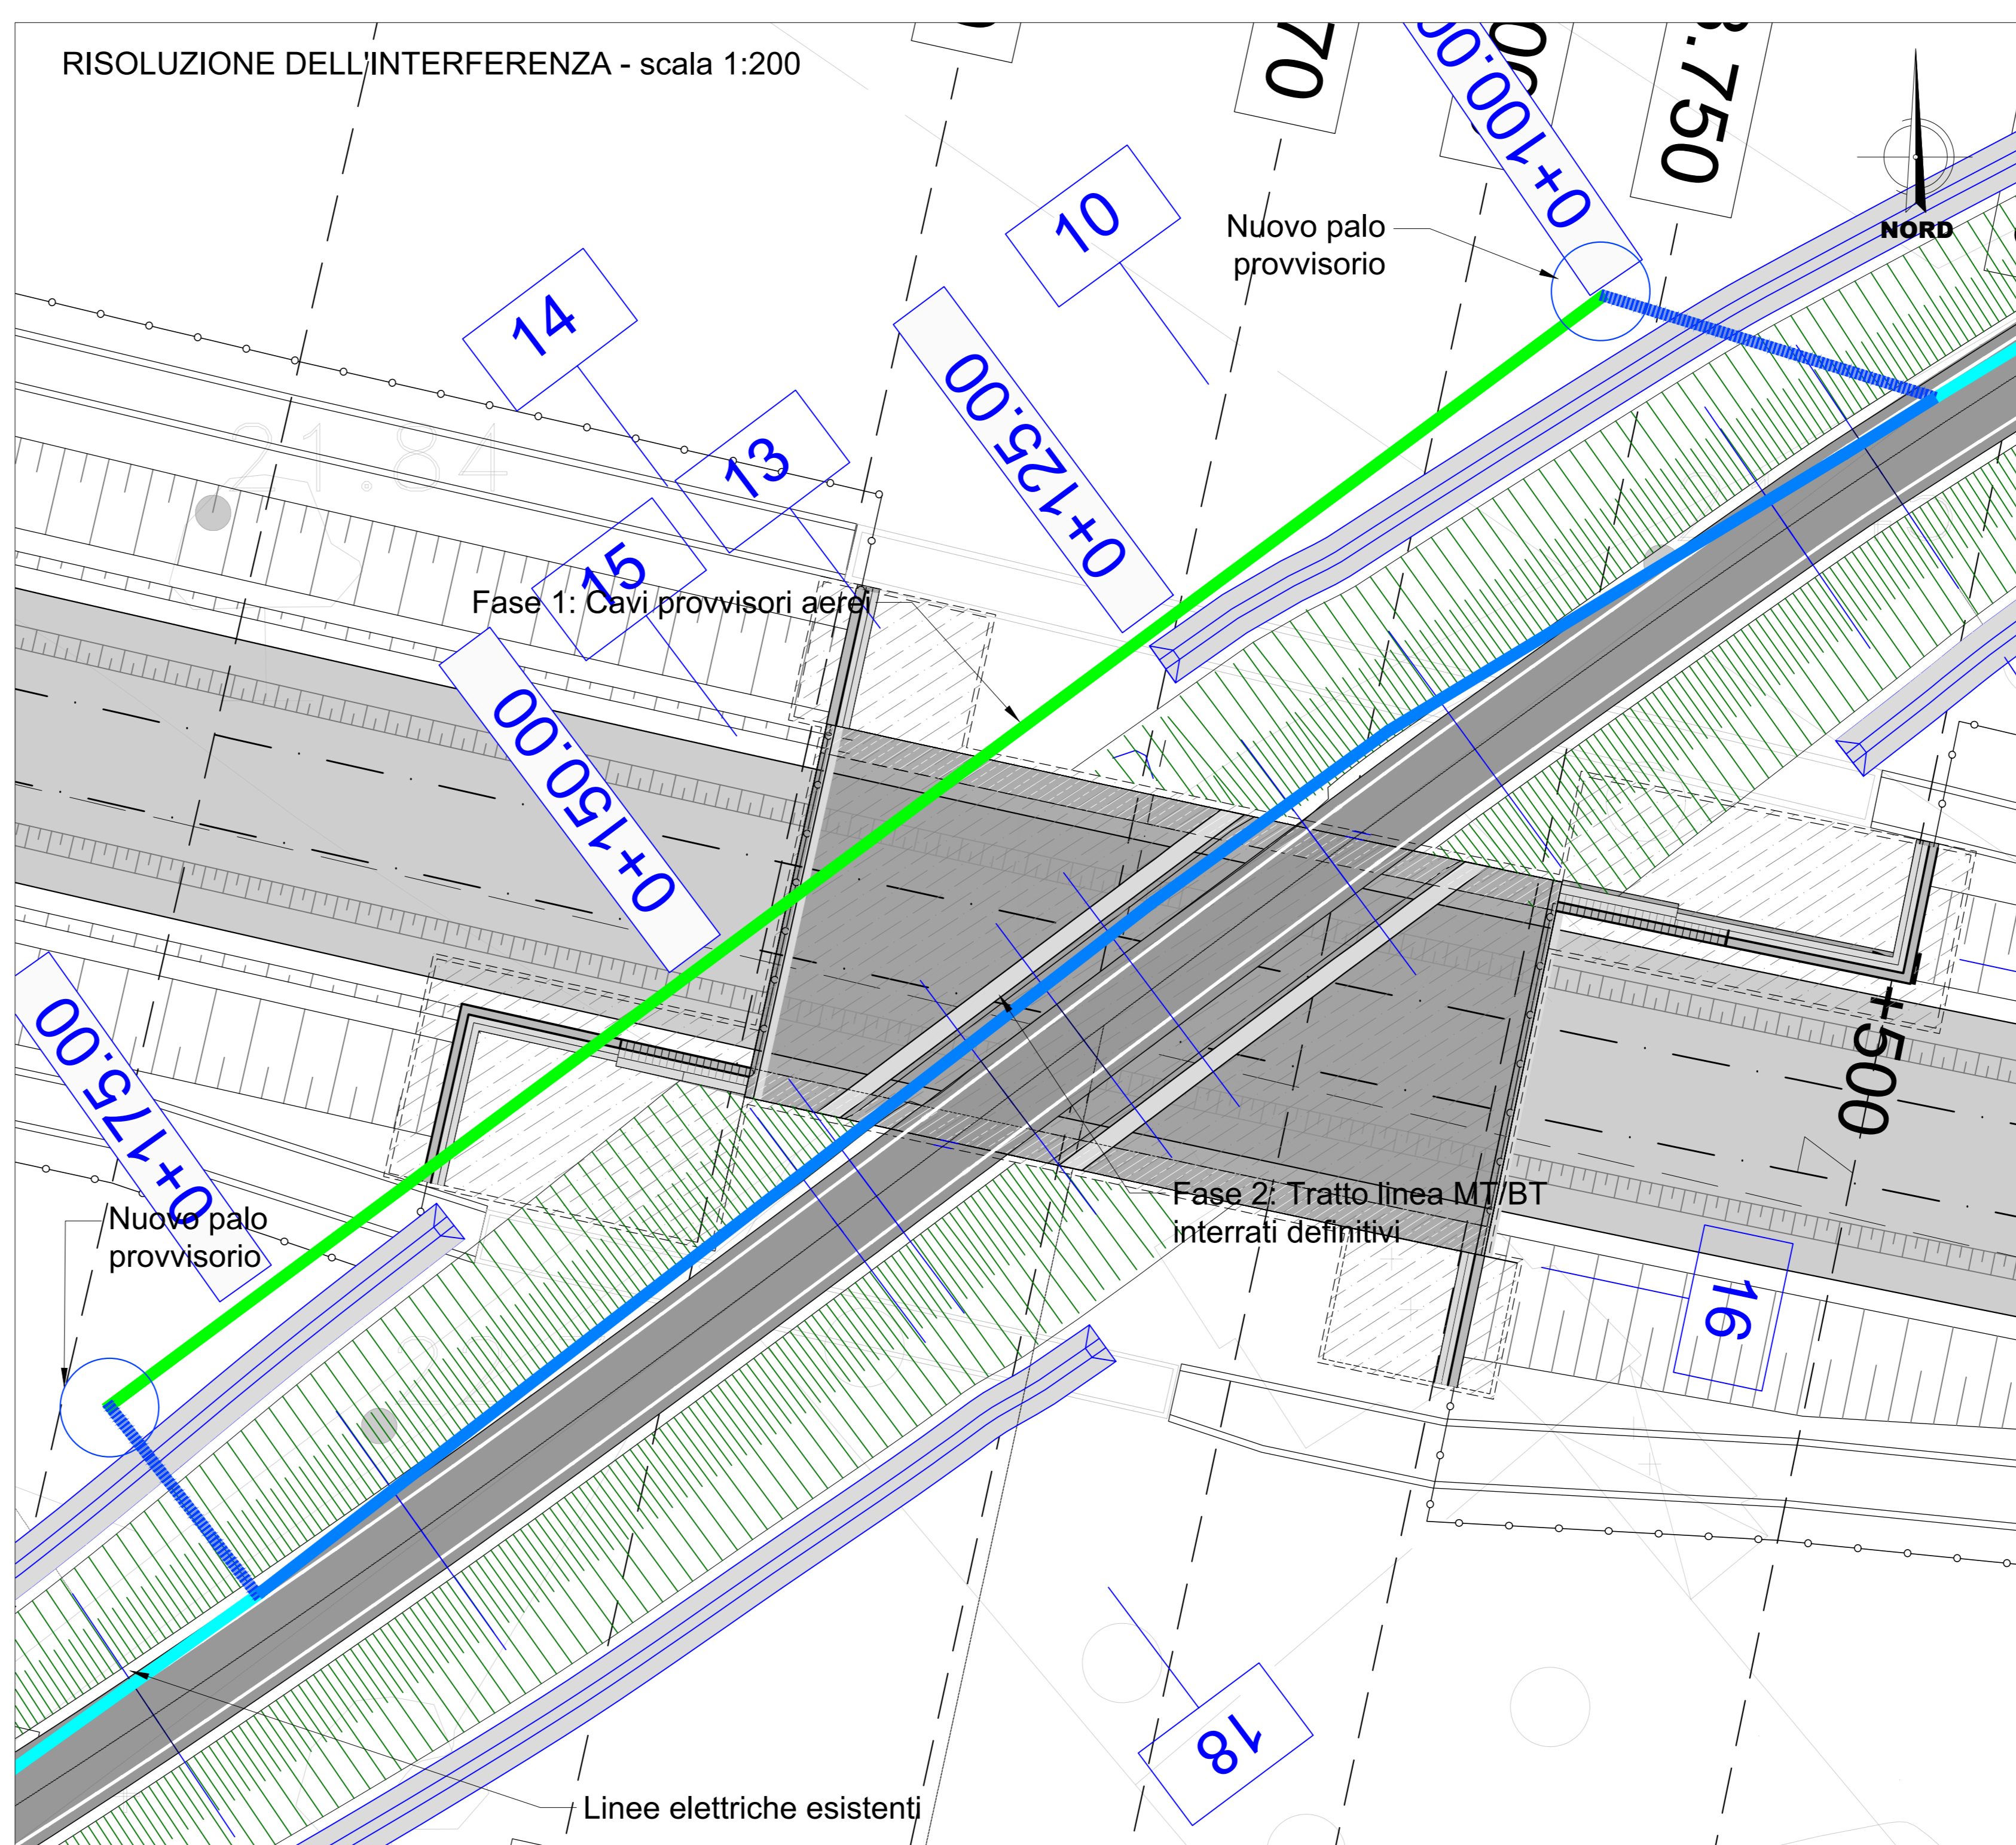 RISOLUZIONE DELL'INTERFERENZA - scala 1:200
70
.750
0+100.00
NORD
10
Nuovo palo
provvisorio
14
0+125.00
13
21.84
15
Fase 1: Cavi provvisori aerei
0+150.00
+500
0+175.00
Nuovo palo
provvisorio
Fase 2: Tratto linea MT/BT
interrati definitivi
16
18
Linee elettriche esistenti